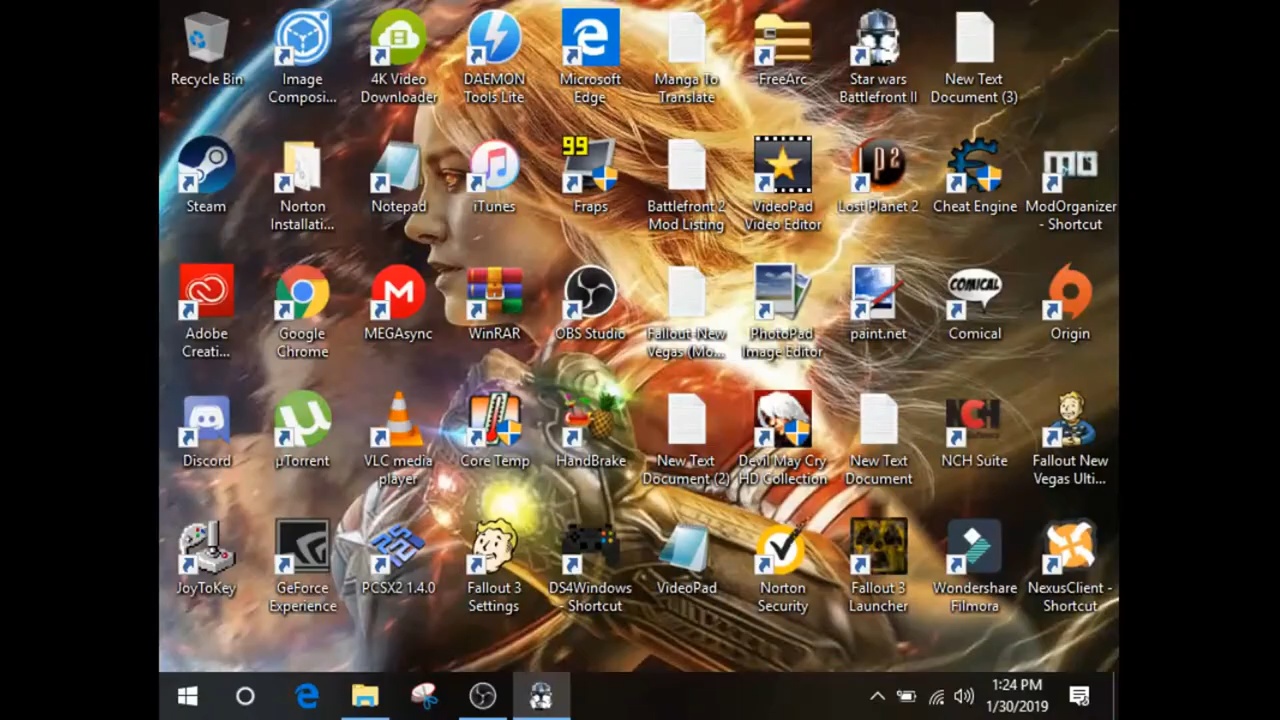 Recycle Bin
Image
Composi...
4K Video
Downloader
DAEMON
Tools Lite
Microsoft
Edge
Manga To
Translate
FreeArc
Star wars
Battlefront II
New Text
Document (3)
99
Steam
Norton
Installati...
Notepad
iTunes
Fraps
Battlefront 2
Mod Listing
VideoPad
Video Editor
lp2
Lost Planet 2
Cheat Engine
MO
ModOrganizer
- Shortcut
Adobe
Creati...
Google
Chrome
M
MEGAsync
WinRAR
OBS Studio
Fallout-New
Vegas (Mo...
PhotoPad
Image Editor
paint.net
COMICAL
Comical
Origin
Discord
µTorrent
VLC media
player
Core Temp
HandBrake
New Text
Document (2)
Devil May Cry
HD Collection
New Text
Document
NCH
NCH Suite
Fallout New
Vegas Ulti...
JoyToKey
GeForce
Experience
PCSX2 1.4.0
Fallout 3
Settings
DS4Windows
- Shortcut
VideoPad
Norton
Security
Fallout 3
Launcher
Wondershare
Filmora
NexusClient -
Shortcut
1:24 PM
1/30/2019